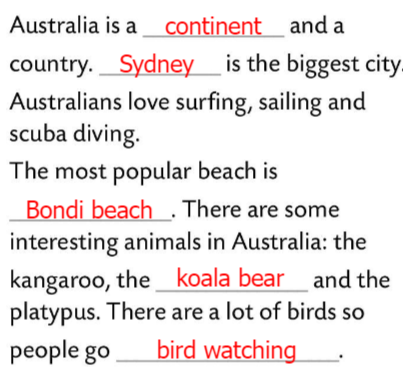 Australia is a continent and a
country. Sydney is the biggest city.
Australians love surfing, sailing and
scuba diving.
The most popular beach is
Bondi beach. There are some
interesting animals in Australia: the
kangaroo, the koala bear and the
platypus. There are a lot of birds so
people go bird watching.